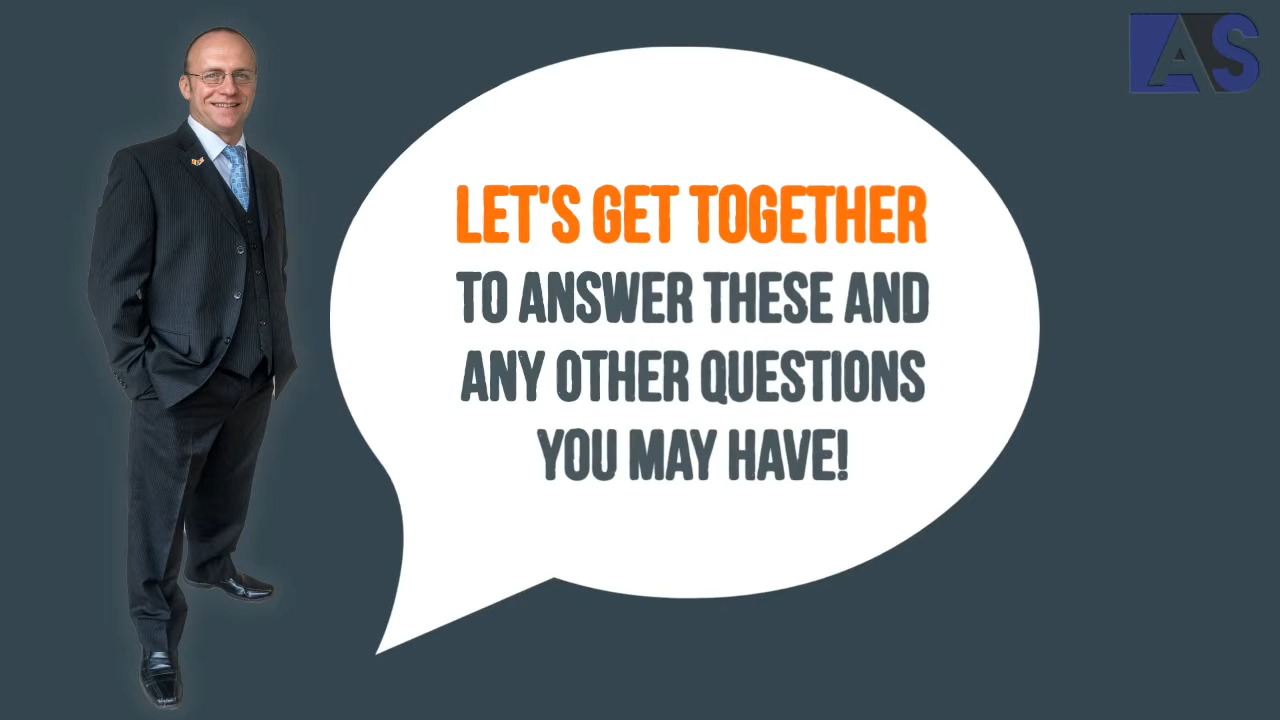 AS
LET'S GET TOGETHER
TO ANSWER THESE AND
ANY OTHER QUESTIONS
YOU MAY HAVE!